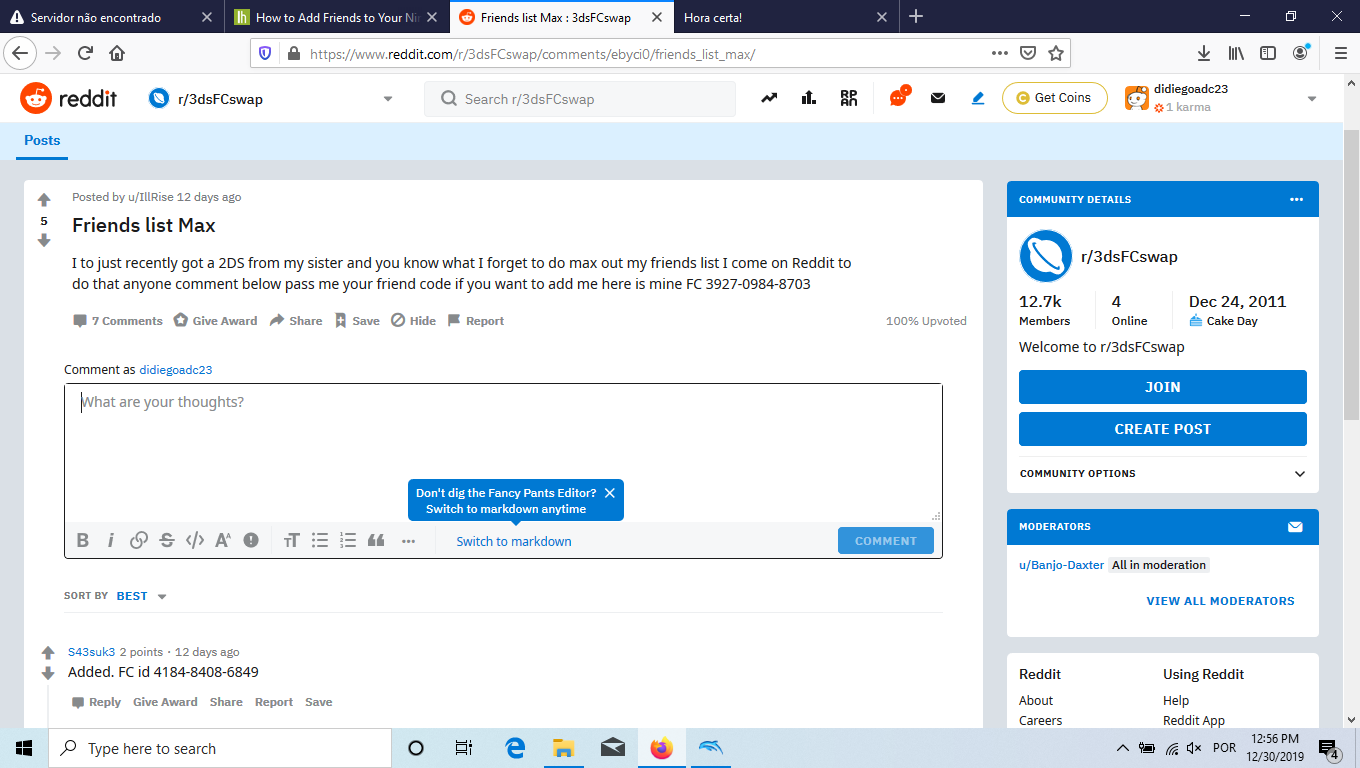 Servidor não encontrado
How to Add Friends to Your Nin
Friends list Max : 3dsFCswap
Hora certa!
https://www.reddit.com/r/3dsFCswap/comments/ebyci0/friends_list_max/
reddit
r/3dsFCswap
Search r/3dsFCswap
Get Coins
didiegoadc23
1 karma
Posts
Posted by u/IllRise 12 days ago
5
Friends list Max
I to just recently got a 2DS from my sister and you know what I forget to do max out my friends list I come on Reddit to
do that anyone comment below pass me your friend code if you want to add me here is mine FC 3927-0984-8703
7 Comments Give Award Share Save Hide Report
100% Upvoted
Comment as didiegoadc23
What are your thoughts?
Don't dig the Fancy Pants Editor?
Switch to markdown anytime
Switch to markdown
COMMENT
SORT BY BEST
S43suk3 2 points · 12 days ago
Added. FC id 4184-8408-6849
Reply Give Award Share Report Save
COMMUNITY DETAILS
r/3dsFCswap
12.7k 4 Dec 24, 2011
Members Online Cake Day
Welcome to r/3dsFCswap
JOIN
CREATE POST
COMMUNITY OPTIONS
MODERATORS
u/Banjo-Daxter All in moderation
VIEW ALL MODERATORS
Reddit Using Reddit
About Help
Careers Reddit App
Type here to search
POR
12:56 PM
12/30/2019
4